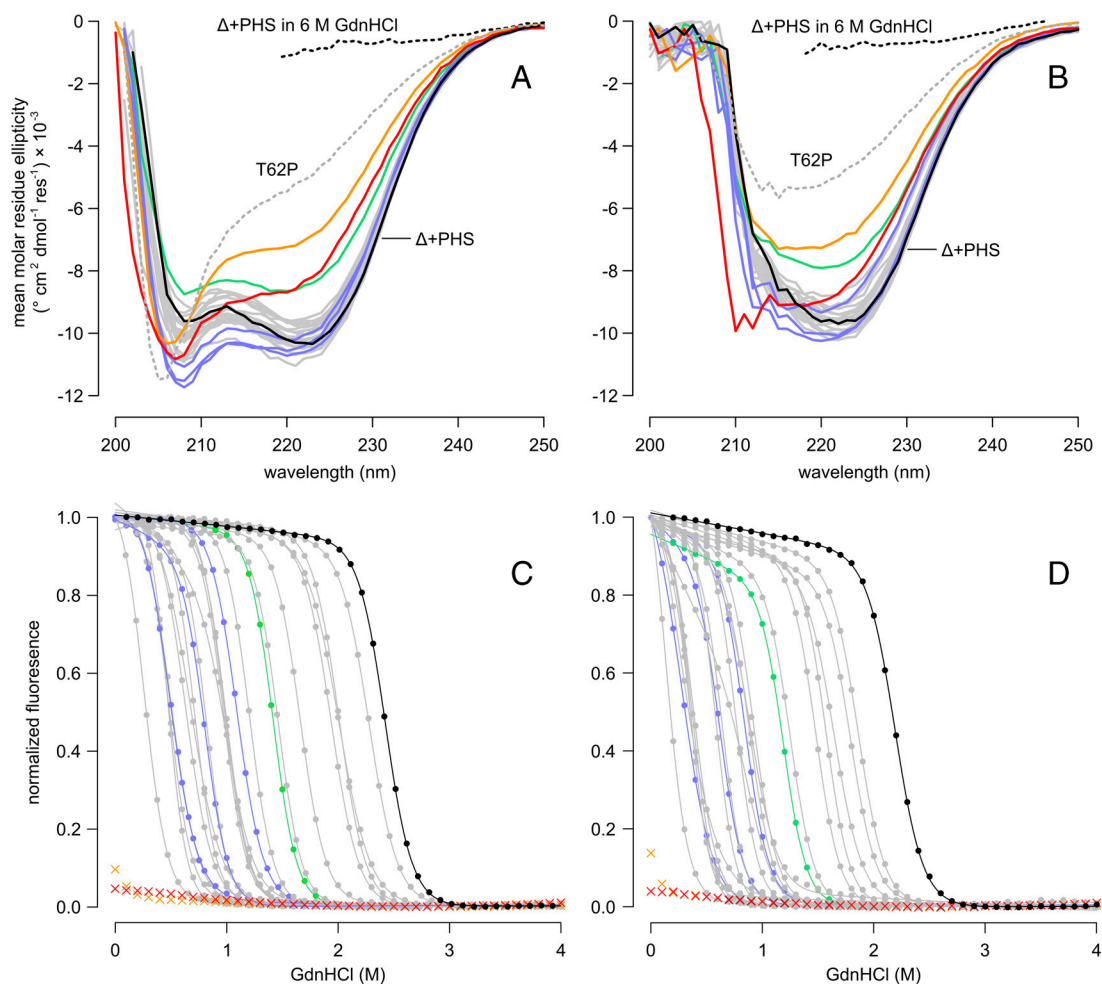 Δ+PHS in 6 M GdnHCl
A
T62P
Δ+PHS
mean molar residue ellipticity
(° cm² dmol⁻¹ res⁻¹) × 10⁻³
0
-2
-4
-6
-8
-10
-12
200 210 220 230 240 250
wavelength (nm)
Δ+PHS in 6 M GdnHCl
B
T62P
Δ+PHS
0
-2
-4
-6
-8
-10
-12
200 210 220 230 240 250
wavelength (nm)
C
normalized fluoresence
1.0
0.8
0.6
0.4
0.2
0.0
0 1 2 3 4
GdnHCl (M)
D
1.0
0.8
0.6
0.4
0.2
0.0
0 1 2 3 4
GdnHCl (M)